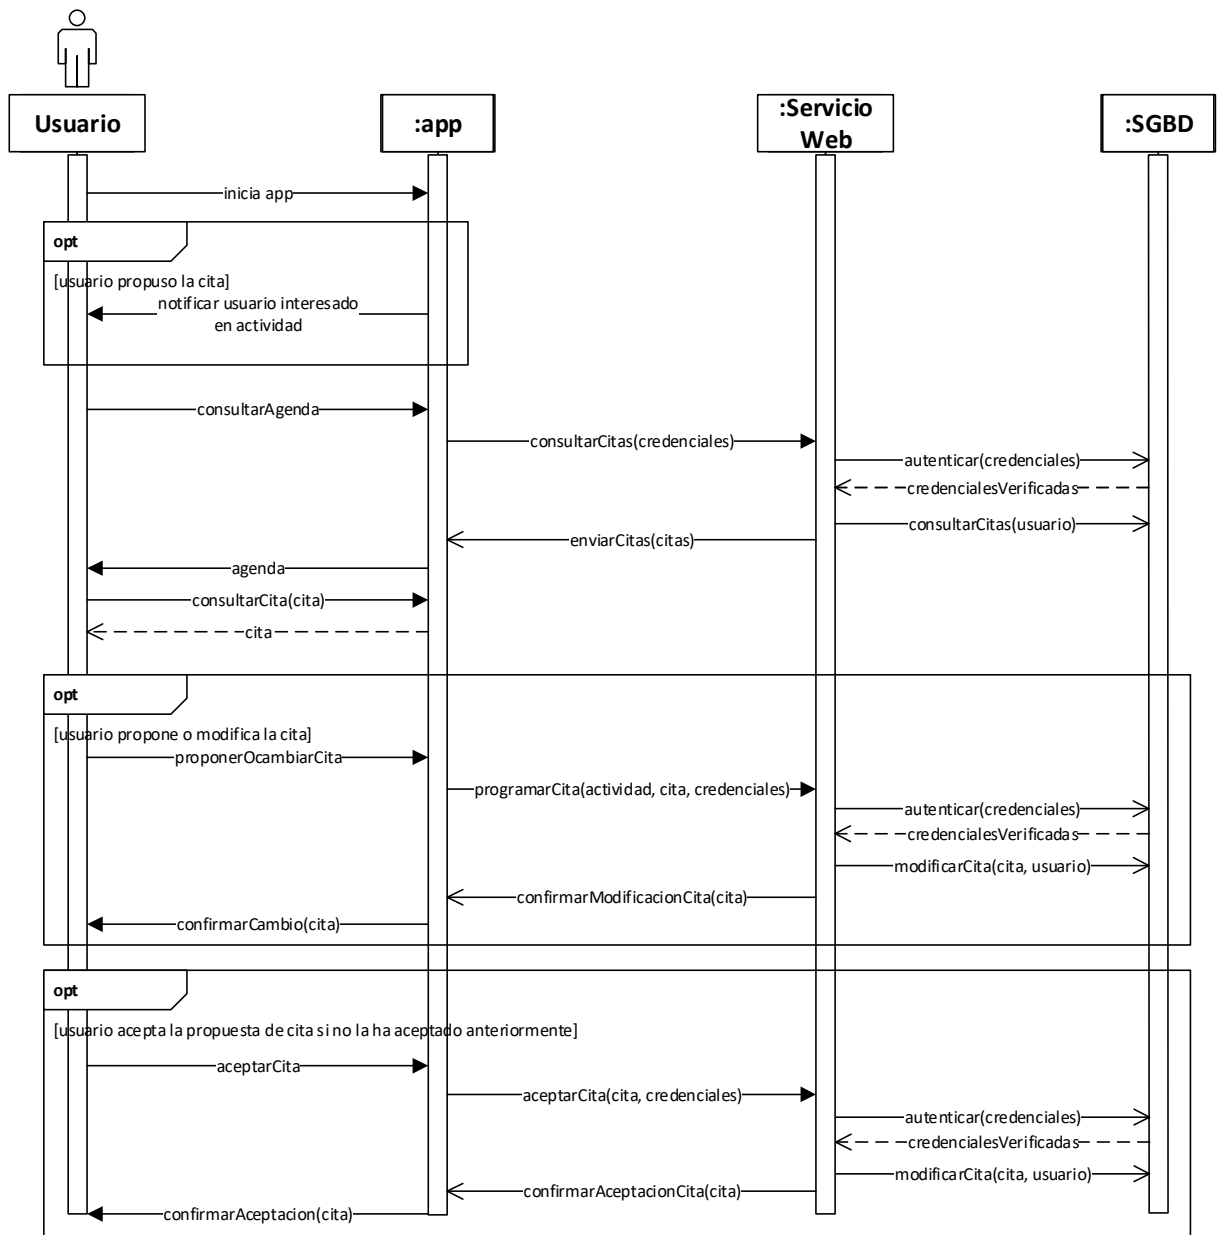 Usuario
:app
:Servicio
Web
:SGBD
inicia app
opt
[usuario propuso la cita]
notificar usuario interesado
en actividad
consultarAgenda
consultarCitas(credenciales)
autenticar(credenciales)
credencialesVerificadas
consultarCitas(usuario)
enviarCitas(citas)
agenda
consultarCita(cita)
cita
opt
[usuario propone o modifica la cita]
proponerOcambiarCita
programarCita(actividad, cita, credenciales)
autenticar(credenciales)
credencialesVerificadas
modificarCita(cita, usuario)
confirmarModificacionCita(cita)
confirmarCambio(cita)
opt
[usuario acepta la propuesta de cita si no la ha aceptado anteriormente]
aceptarCita
aceptarCita(cita, credenciales)
autenticar(credenciales)
credencialesVerificadas
modificarCita(cita, usuario)
confirmarAceptacionCita(cita)
confirmarAceptacion(cita)